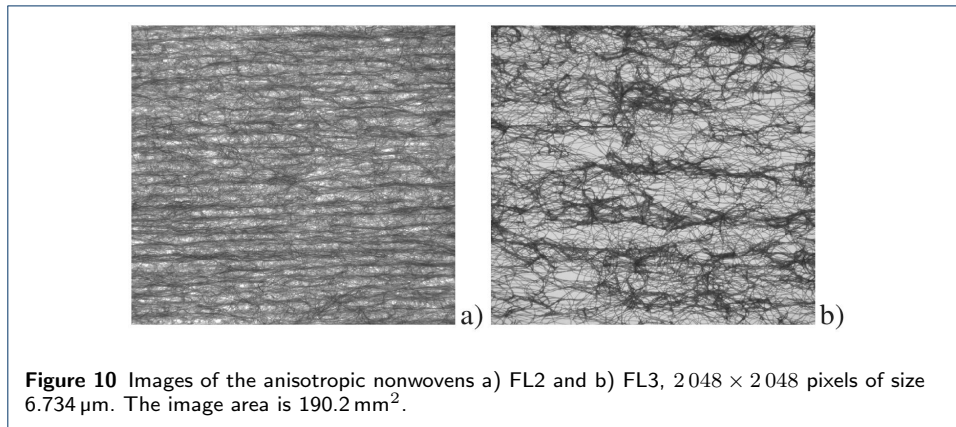 a)
b)
Figure 10 Images of the anisotropic nonwovens a) FL2 and b) FL3, 2 048 × 2 048 pixels of size
6.734 µm. The image area is 190.2 mm².